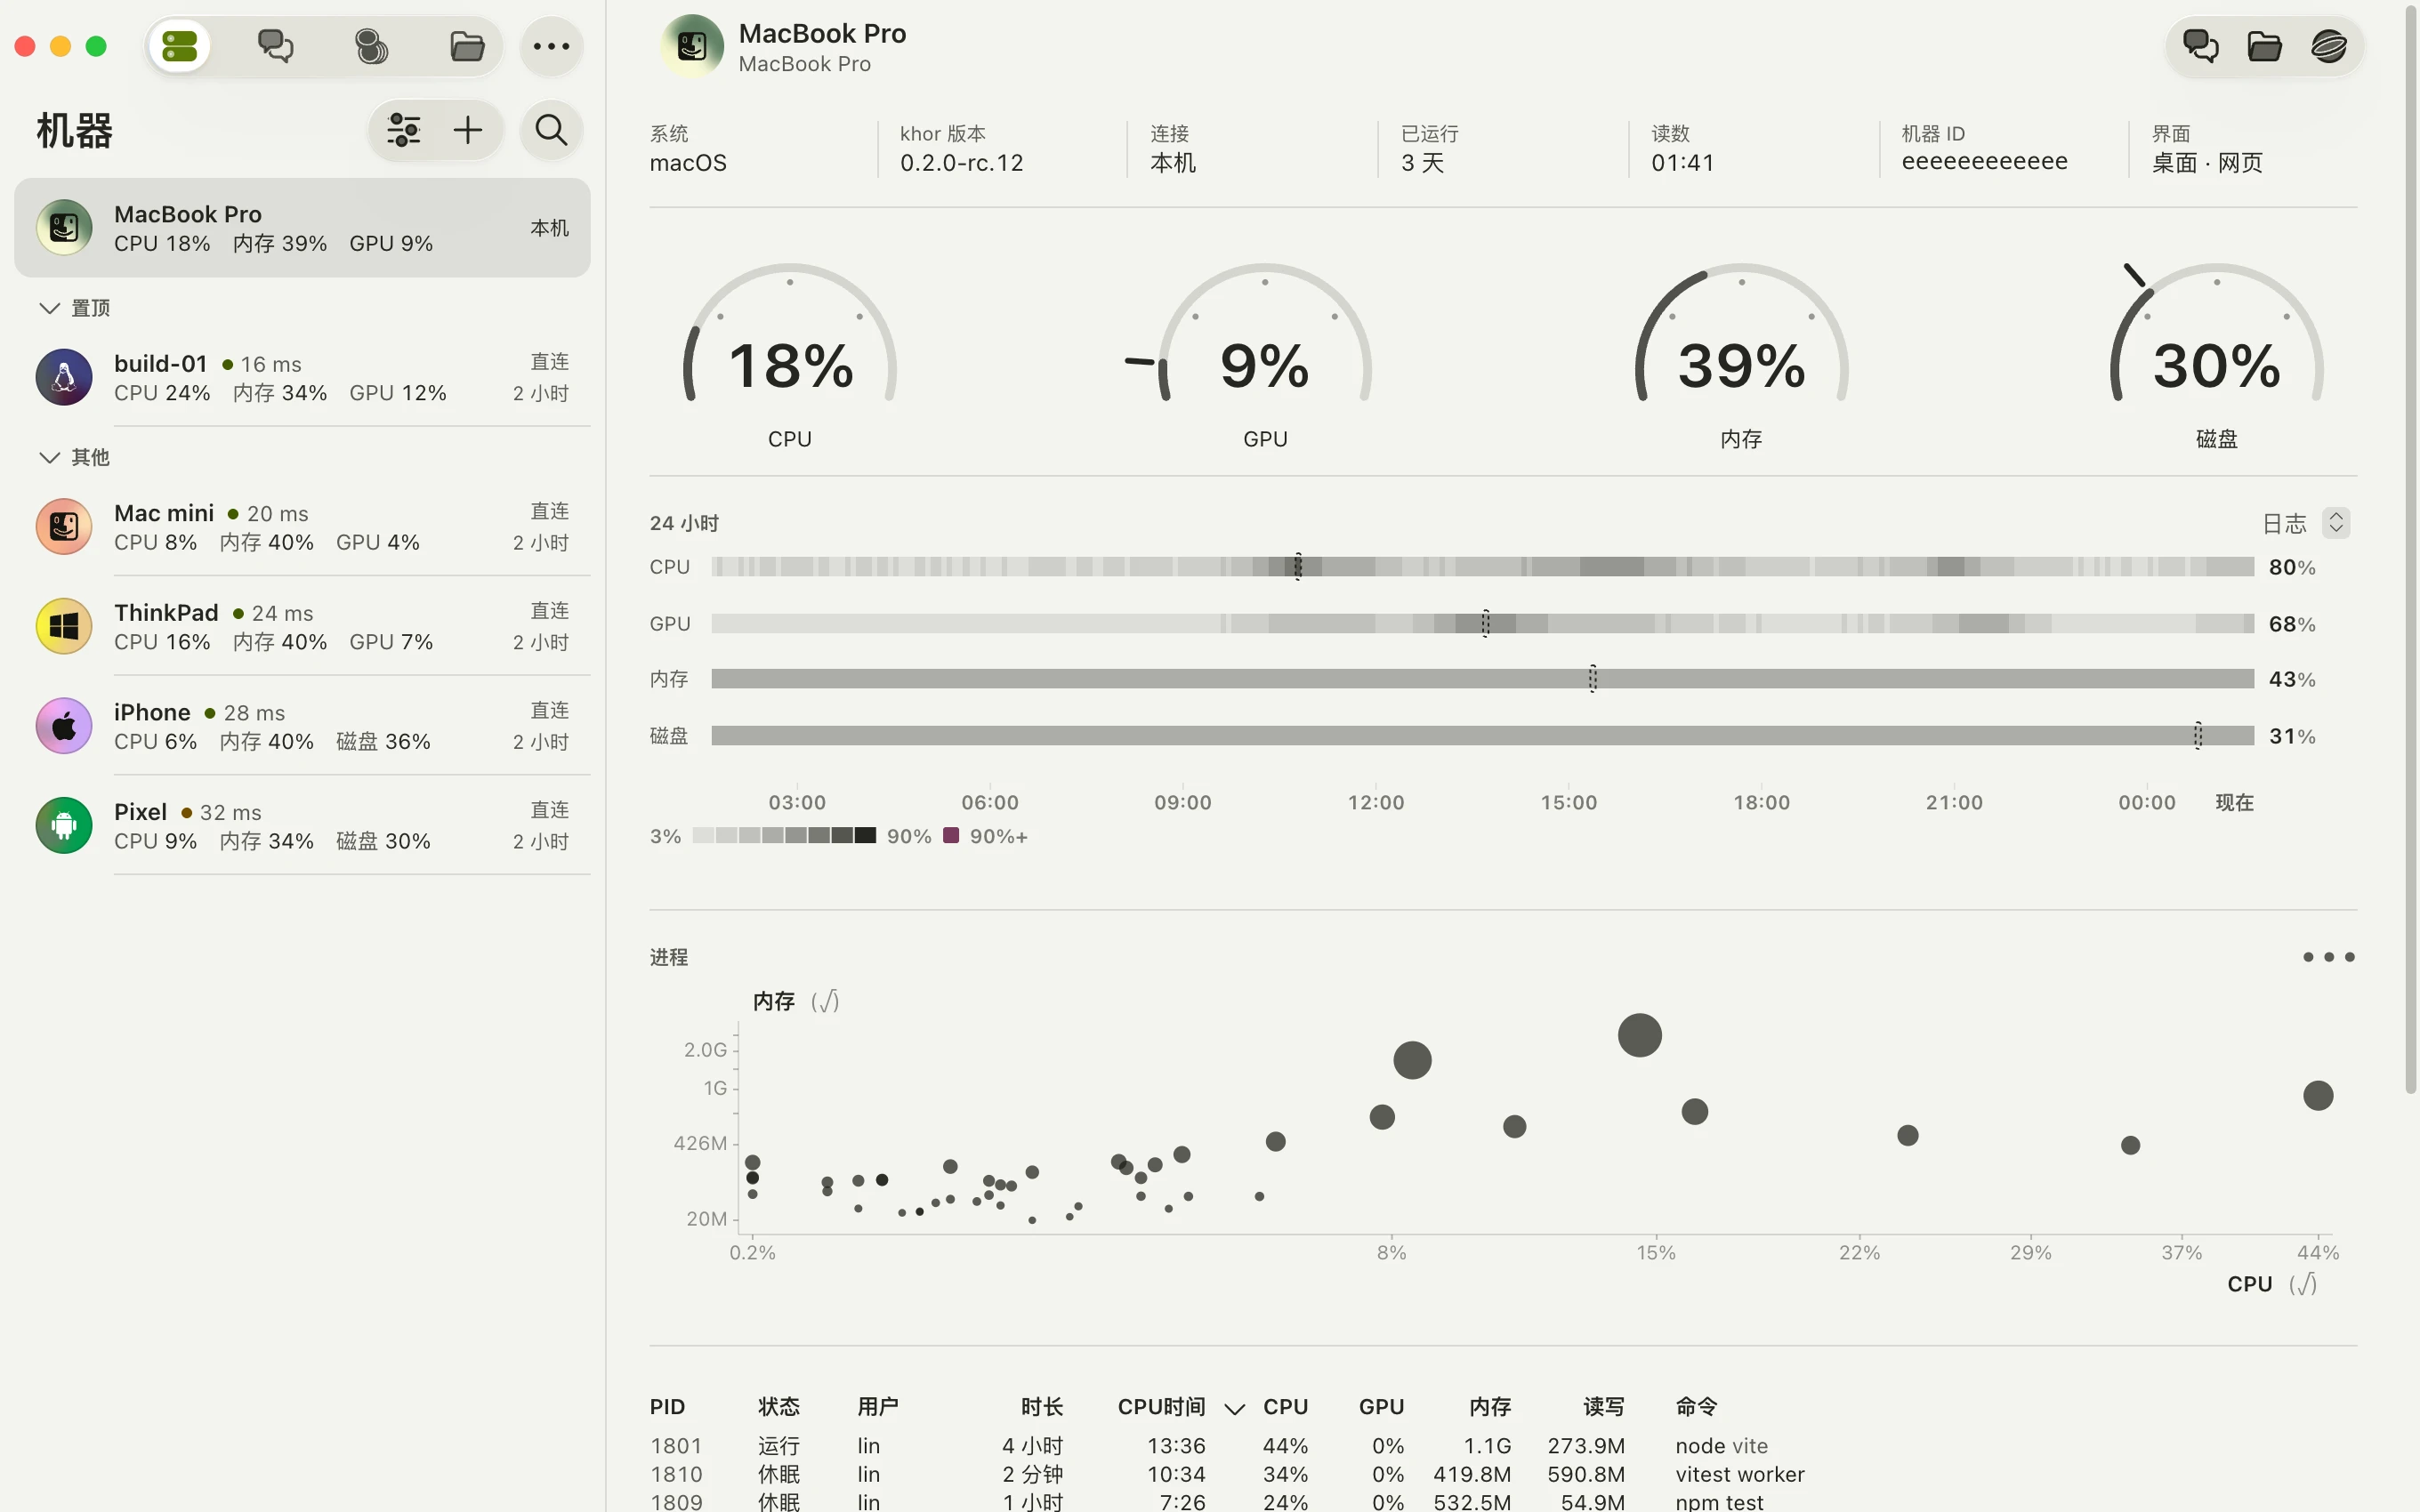 机器
MacBook Pro
CPU 18% 内存 39% GPU 9%
本机
置顶
build-01 16 ms
直连
CPU 24% 内存 34% GPU 12%
2 小时
其他
Mac mini 20 ms
直连
CPU 8% 内存 40% GPU 4%
2 小时
ThinkPad 24 ms
直连
CPU 16% 内存 40% GPU 7%
2 小时
iPhone 28 ms
直连
CPU 6% 内存 40% 磁盘 36%
2 小时
Pixel 32 ms
直连
CPU 9% 内存 34% 磁盘 30%
2 小时
MacBook Pro
MacBook Pro
系统
macOS
khor 版本
0.2.0-rc.12
连接
本机
已运行
3 天
读数
01:41
机器 ID
eeeeeeeeeeee
界面
桌面 · 网页
18%
CPU
9%
GPU
39%
内存
30%
磁盘
24 小时
日志
CPU 80%
GPU 68%
内存 43%
磁盘 31%
03:00 06:00 09:00 12:00 15:00 18:00 21:00 00:00 现在
3% 90% 90%+
进程
内存 (√)
2.0G
1G
426M
20M
0.2% 8% 15% 22% 29% 37% 44%
CPU (√)
PID 状态 用户 时长 CPU时间 CPU GPU 内存 读写 命令
1801 运行 lin 4 小时 13:36 44% 0% 1.1G 273.9M node vite
1810 休眠 lin 2 分钟 10:34 34% 0% 419.8M 590.8M vitest worker
1809 休眠 lin 1 小时 7:26 24% 0% 532.5M 54.9M npm test